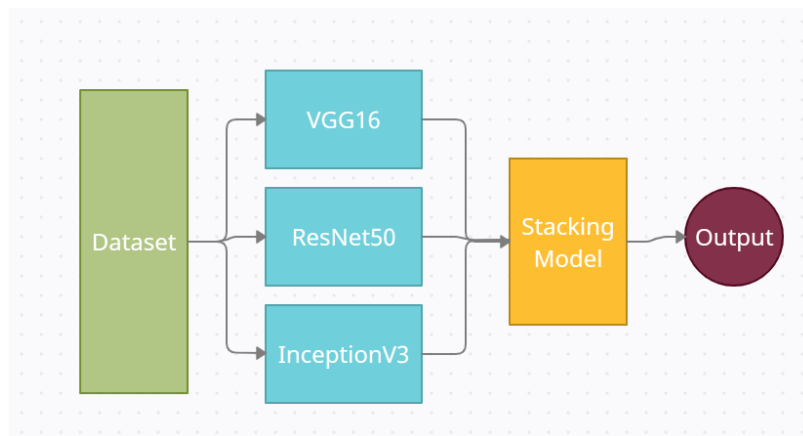 Dataset
VGG16
ResNet50
InceptionV3
Stacking
Model
Output